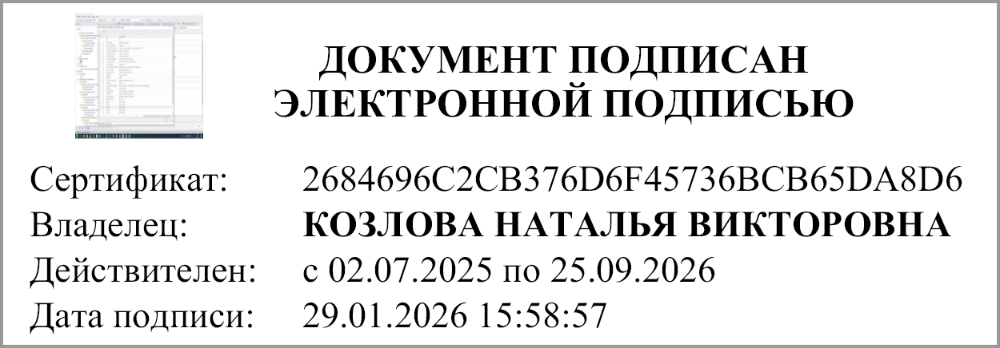 ДОКУМЕНТ ПОДПИСАН
ЭЛЕКТРОННОЙ ПОДПИСЬЮ
Сертификат: 2684696C2CB376D6F45736BCB65DA8D6
Владелец: КОЗЛОВА НАТАЛЬЯ ВИКТОРОВНА
Действителен: с 02.07.2025 по 25.09.2026
Дата подписи: 29.01.2026 15:58:57